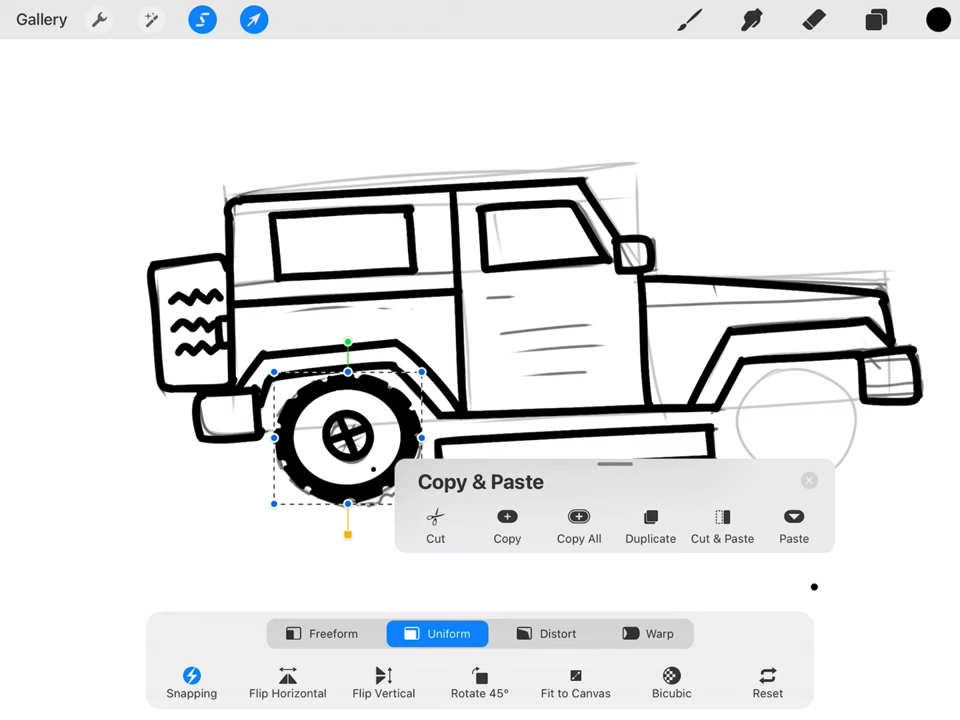 Gallery
Copy & Paste
Cut Copy Copy All Duplicate Cut & Paste Paste
Freeform Uniform Distort Warp
Snapping Flip Horizontal Flip Vertical Rotate 45° Fit to Canvas Bicubic Reset